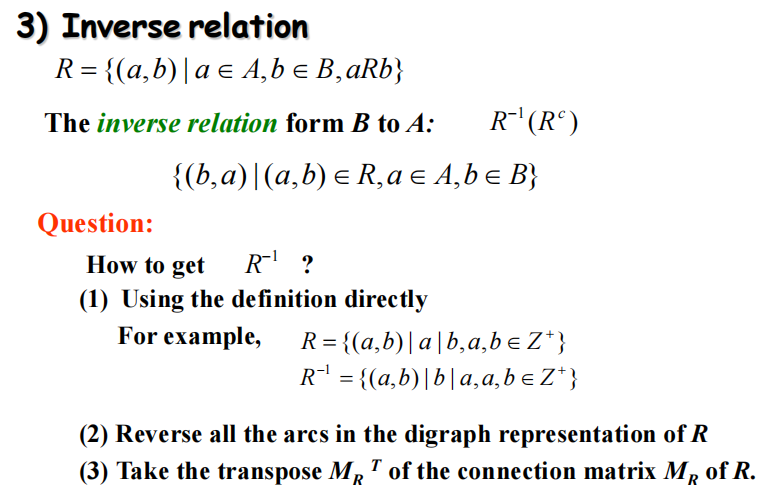 3) Inverse relation
R = {(a,b) | a ∈ A, b ∈ B, aRb}
The inverse relation form B to A: R⁻¹(Rᶜ)
{(b,a) | (a,b) ∈ R, a ∈ A, b ∈ B}
Question:
How to get R⁻¹ ?
(1) Using the definition directly
For example, R = {(a,b) | a | b, a, b ∈ Z⁺}
R⁻¹ = {(a,b) | b | a, a, b ∈ Z⁺}
(2) Reverse all the arcs in the digraph representation of R
(3) Take the transpose M_R ᵀ of the connection matrix M_R of R.